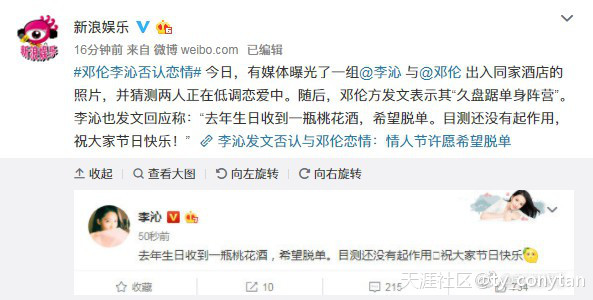 新浪娱乐
16分钟前 来自 微博 weibo.com 已编辑
#邓伦李沁否认恋情# 今日，有媒体曝光了一组@李沁 与@邓伦 出入同家酒店的
照片，并猜测两人正在低调恋爱中。随后，邓伦方发文表示其“久盘踞单身阵营”。
李沁也发文回应称：“去年生日收到一瓶桃花酒，希望脱单。目测还没有起作用，
祝大家节日快乐！” 李沁发文否认与邓伦恋情：情人节许愿希望脱单
收起 查看大图 向左旋转 向右旋转
李沁
50秒前
去年生日收到一瓶桃花酒，希望脱单。目测还没有起作用 祝大家节日快乐
收藏 10 215 234
天涯社区@ty_conytan